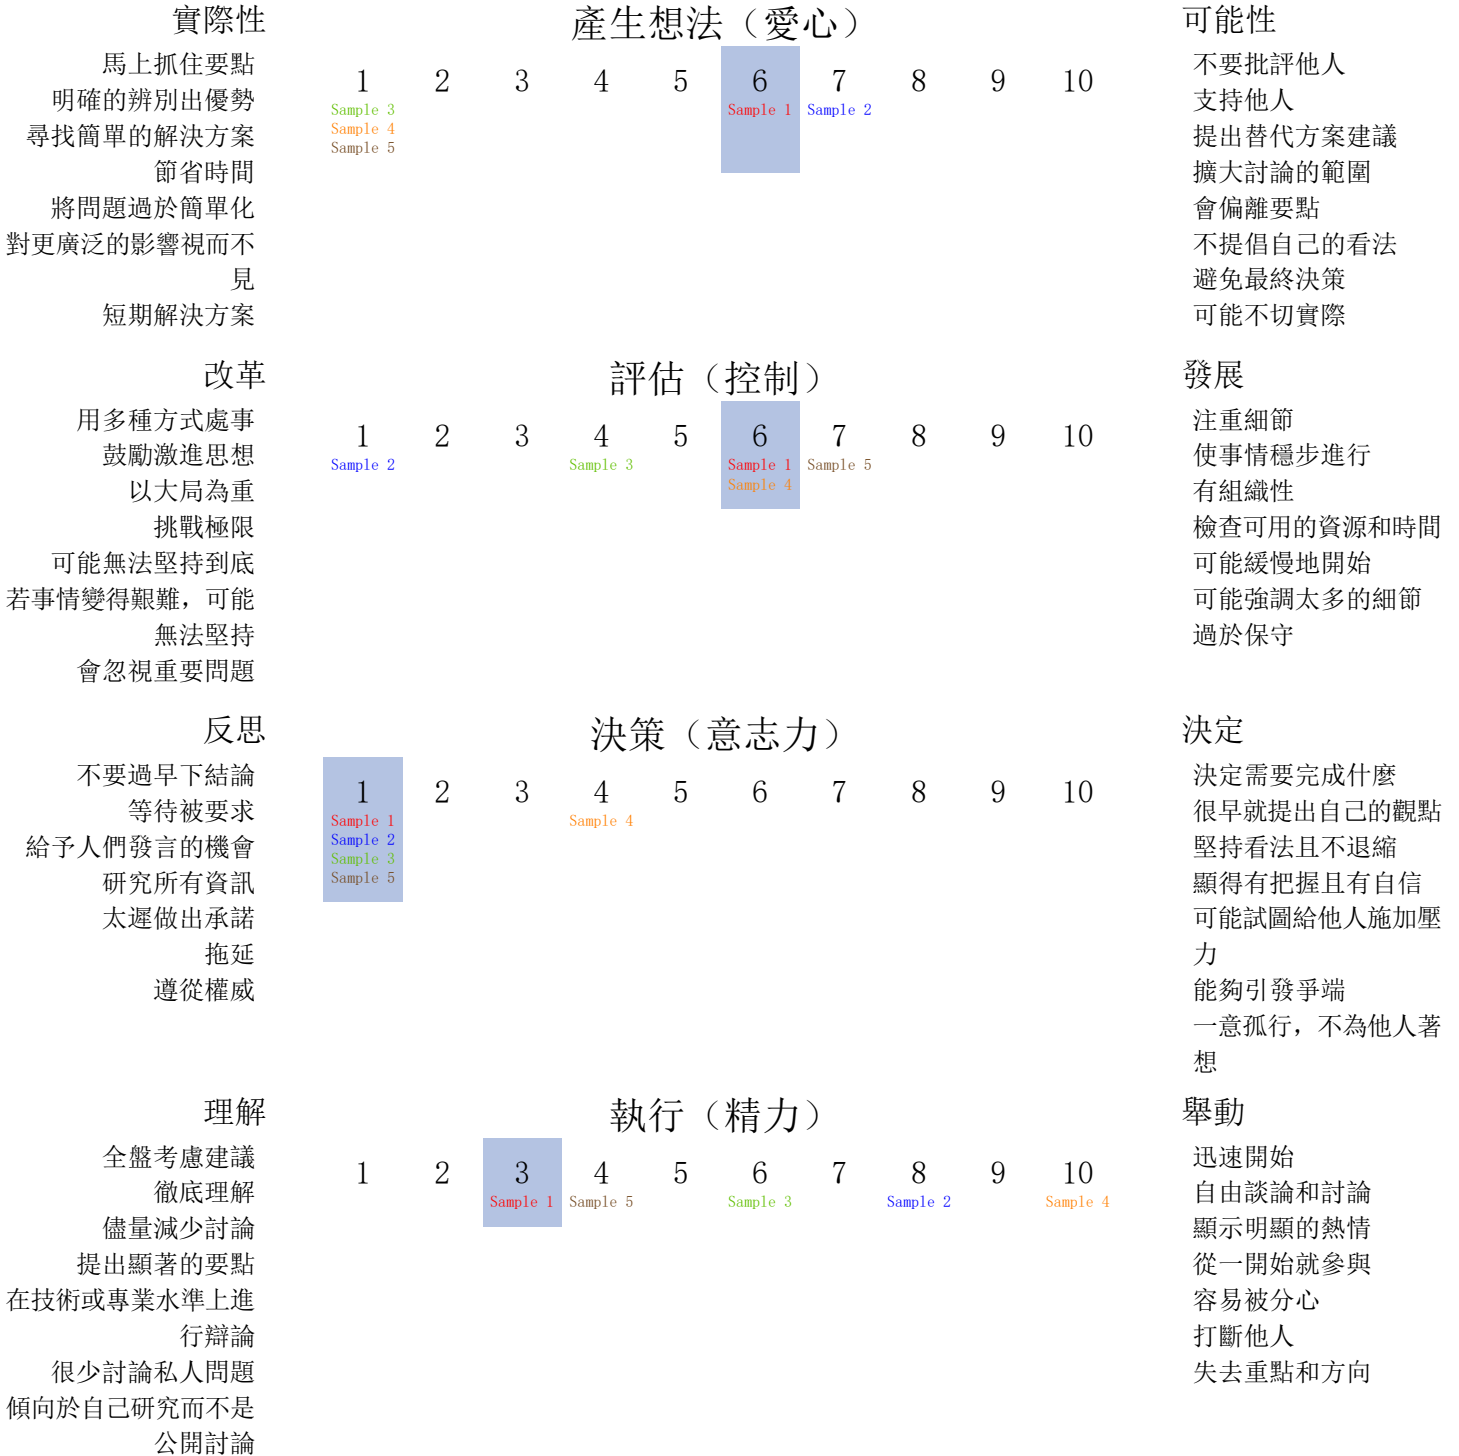 實際性
產生想法（愛心）
可能性
馬上抓住要點
明確的辨別出優勢
尋找簡單的解決方案
節省時間
將問題過於簡單化
對更廣泛的影響視而不
見
短期解決方案
1 2 3 4 5 6 7 8 9 10
Sample 3
Sample 4
Sample 5
Sample 1
Sample 2
不要批評他人
支持他人
提出替代方案建議
擴大討論的範圍
會偏離要點
不提倡自己的看法
避免最終決策
可能不切實際
改革
評估（控制）
發展
用多種方式處事
鼓勵激進思想
以大局為重
挑戰極限
可能無法堅持到底
若事情變得艱難，可能
無法堅持
會忽視重要問題
1 2 3 4 5 6 7 8 9 10
Sample 2
Sample 3
Sample 1
Sample 4
Sample 5
注重細節
使事情穩步進行
有組織性
檢查可用的資源和時間
可能緩慢地開始
可能強調太多的細節
過於保守
反思
決策（意志力）
決定
不要過早下結論
等待被要求
給予人們發言的機會
研究所有資訊
太遲做出承諾
拖延
遵從權威
1 2 3 4 5 6 7 8 9 10
Sample 1
Sample 2
Sample 3
Sample 5
Sample 4
決定需要完成什麼
很早就提出自己的觀點
堅持看法且不退縮
顯得有把握且有自信
可能試圖給他人施加壓
力
能夠引發爭端
一意孤行，不為他人著
想
理解
執行（精力）
舉動
全盤考慮建議
徹底理解
儘量減少討論
提出顯著的要點
在技術或專業水準上進
行辯論
很少討論私人問題
傾向於自己研究而不是
公開討論
1 2 3 4 5 6 7 8 9 10
Sample 1
Sample 5
Sample 3
Sample 2
Sample 4
迅速開始
自由談論和討論
顯示明顯的熱情
從一開始就參與
容易被分心
打斷他人
失去重點和方向